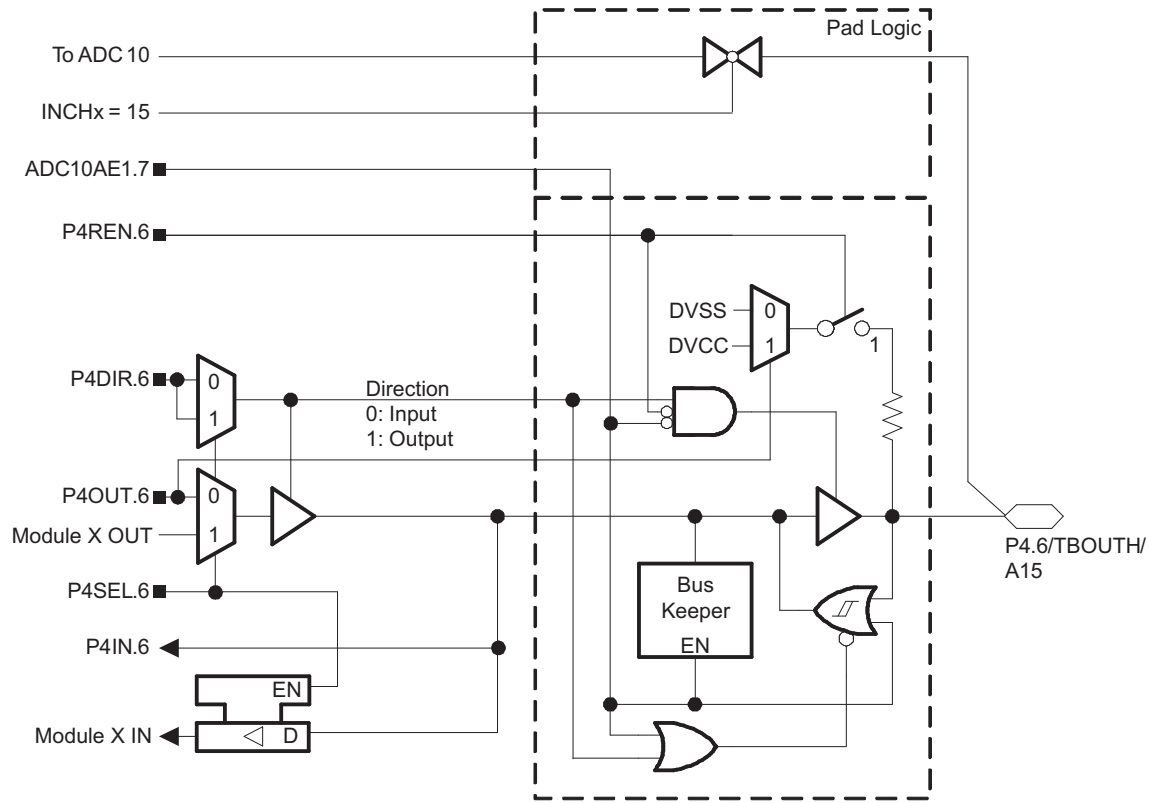 Pad Logic
To ADC 10
INCHx = 15
ADC10AE1.7
P4REN.6
DVSS
0
DVCC
1
1
P4DIR.6
0
1
Direction
0: Input
1: Output
P4OUT.6
0
Module X OUT
1
P4.6/TBOUTH/
A15
P4SEL.6
Bus
Keeper
EN
P4IN.6
EN
Module X IN
D